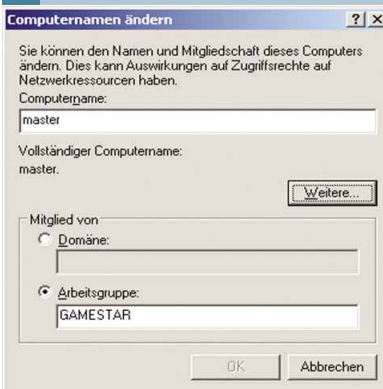 Computernamen ändern
Sie können den Namen und Mitgliedschaft dieses Computers
ändern. Dies kann Auswirkungen auf Zugriffsrechte auf
Netzwerkressourcen haben.
Computername:
master
Vollständiger Computername:
master.
Weitere...
Mitglied von
Domäne:
Arbeitsgruppe:
GAMESTAR
OK
Abbrechen